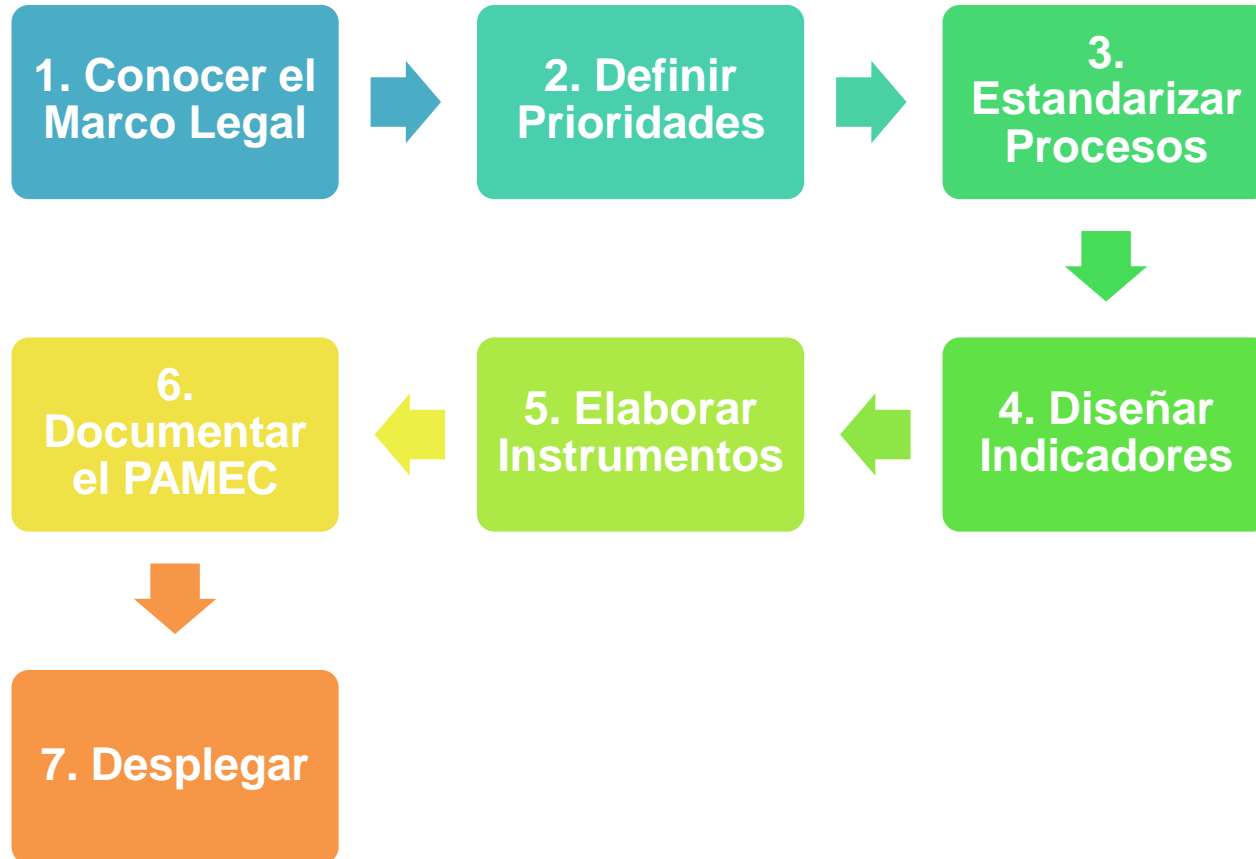 1. Conocer el
Marco Legal
2. Definir
Prioridades
3.
Estandarizar
Procesos
4. Diseñar
Indicadores
5. Elaborar
Instrumentos
6.
Documentar
el PAMEC
7. Desplegar